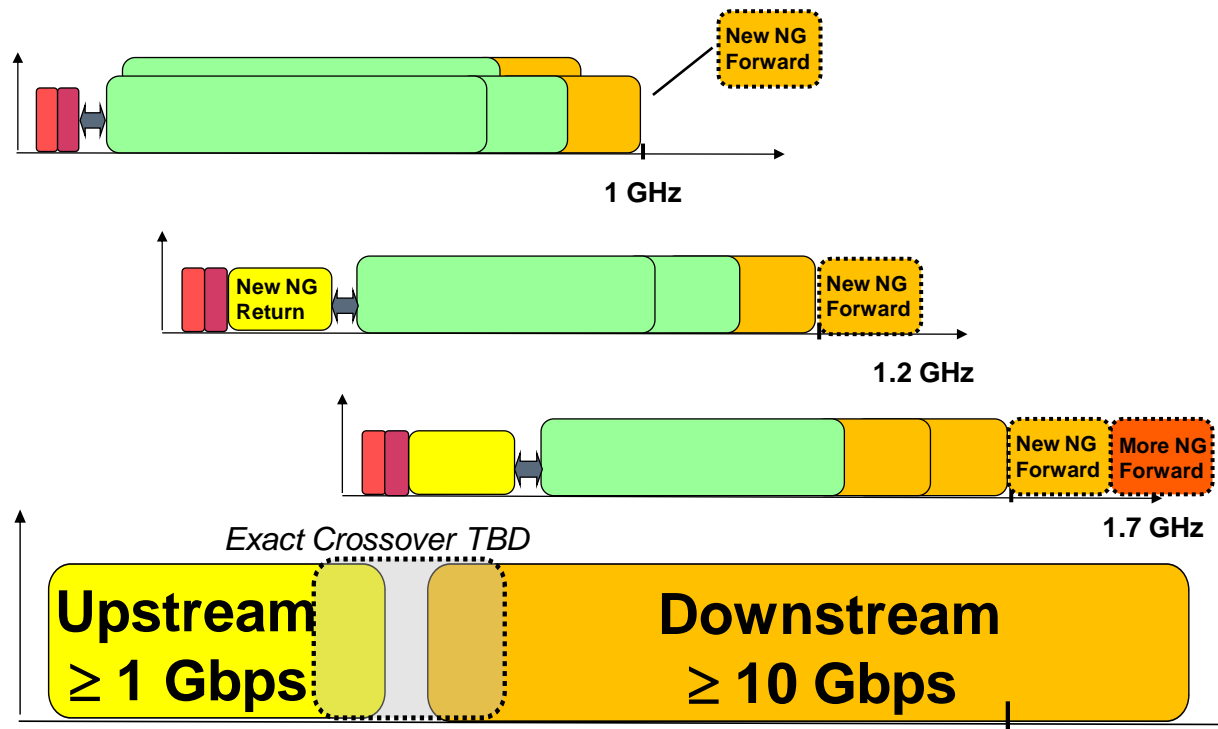 New NG
Forward
1 GHz
New NG
Return
New NG
Forward
1.2 GHz
New NG
Forward
More NG
Forward
1.7 GHz
Exact Crossover TBD
Upstream
≥ 1 Gbps
Downstream
≥ 10 Gbps